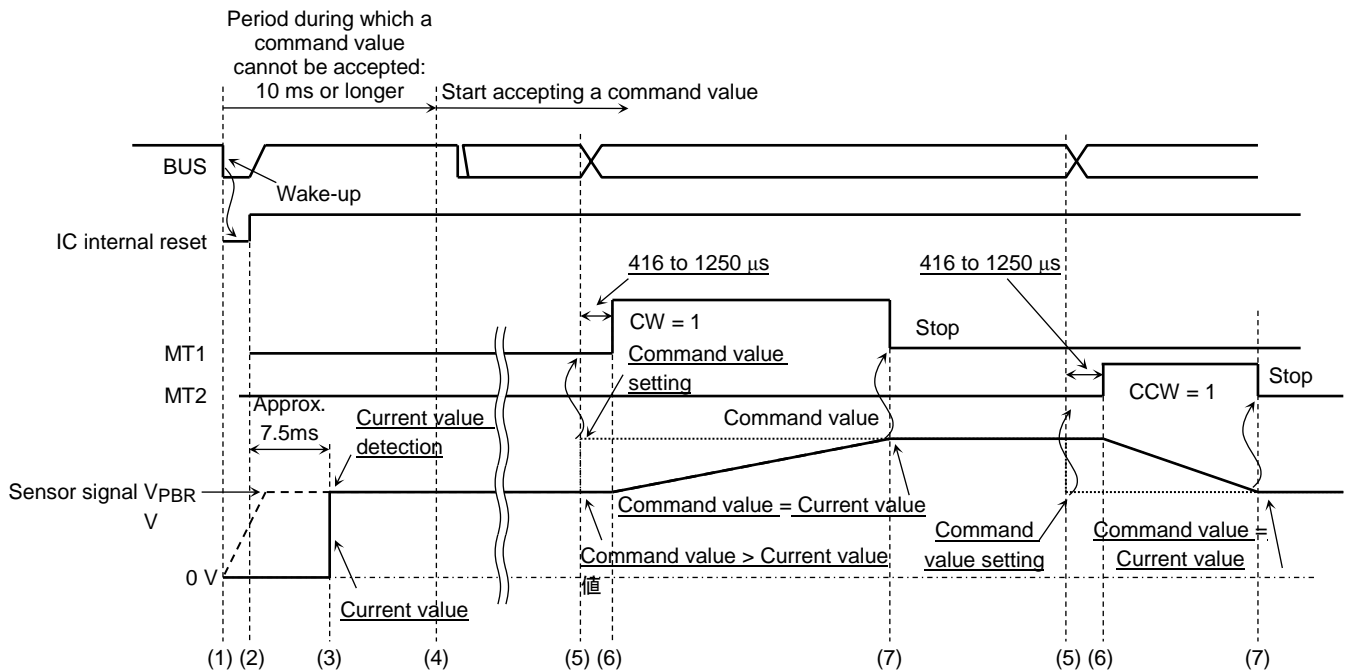 Period during which a
command value
cannot be accepted:
10 ms or longer
Start accepting a command value
BUS
Wake-up
IC internal reset
416 to 1250 μs
416 to 1250 μs
CW = 1
Stop
MT1
Command value
setting
MT2
CCW = 1
Stop
Approx.
7.5ms
Current value
detection
Command value
Sensor signal VPBR
V
Command value = Current value
Command
value setting
Command value =
Current value
Command value > Current value
値
0 V
Current value
(1) (2) (3) (4) (5) (6) (7) (5) (6) (7)